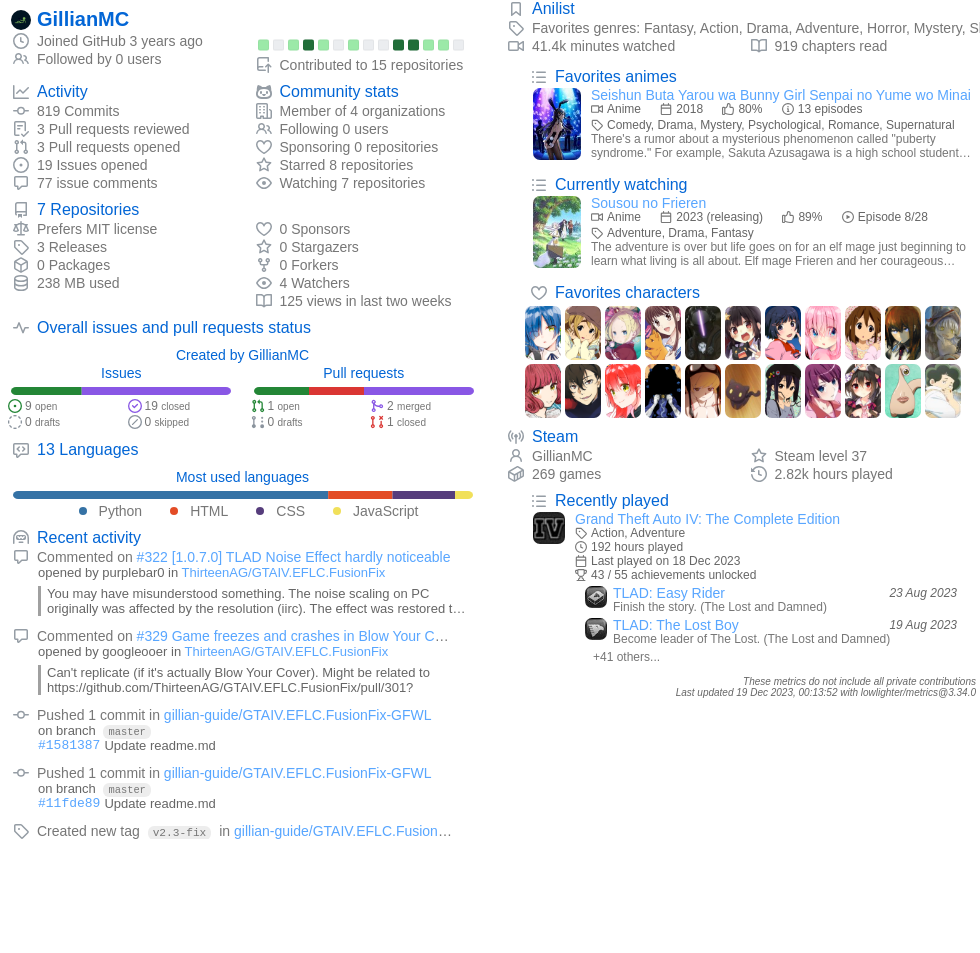 GillianMC
Joined GitHub 3 years ago
Followed by 0 users
Contributed to 15 repositories
Activity
819 Commits
3 Pull requests reviewed
3 Pull requests opened
19 Issues opened
77 issue comments
Community stats
Member of 4 organizations
Following 0 users
Sponsoring 0 repositories
Starred 8 repositories
Watching 7 repositories
7 Repositories
Prefers MIT license
3 Releases
0 Packages
238 MB used
0 Sponsors
0 Stargazers
0 Forkers
4 Watchers
125 views in last two weeks
Overall issues and pull requests status
Created by GillianMC
Issues
9 open
19 closed
0 drafts
0 skipped
Pull requests
1 open
2 merged
0 drafts
1 closed
13 Languages
Most used languages
Python HTML CSS JavaScript
Recent activity
Commented on #322 [1.0.7.0] TLAD Noise Effect hardly noticeable
opened by purplebar0 in ThirteenAG/GTAIV.EFLC.FusionFix
You may have misunderstood something. The noise scaling on PC
originally was affected by the resolution (iirc). The effect was restored t…
Commented on #329 Game freezes and crashes in Blow Your C…
opened by googleooer in ThirteenAG/GTAIV.EFLC.FusionFix
Can't replicate (if it's actually Blow Your Cover). Might be related to
https://github.com/ThirteenAG/GTAIV.EFLC.FusionFix/pull/301?
Pushed 1 commit in gillian-guide/GTAIV.EFLC.FusionFix-GFWL
on branch master
#1581387 Update readme.md
Pushed 1 commit in gillian-guide/GTAIV.EFLC.FusionFix-GFWL
on branch master
#11fde89 Update readme.md
Created new tag v2.3-fix in gillian-guide/GTAIV.EFLC.Fusion…
Anilist
Favorites genres: Fantasy, Action, Drama, Adventure, Horror, Mystery, Sl
41.4k minutes watched
919 chapters read
Favorites animes
Seishun Buta Yarou wa Bunny Girl Senpai no Yume wo Minai
Anime 2018 80% 13 episodes
Comedy, Drama, Mystery, Psychological, Romance, Supernatural
There's a rumor about a mysterious phenomenon called "puberty
syndrome." For example, Sakuta Azusagawa is a high school student…
Currently watching
Sousou no Frieren
Anime 2023 (releasing) 89% Episode 8/28
Adventure, Drama, Fantasy
The adventure is over but life goes on for an elf mage just beginning to
learn what living is all about. Elf mage Frieren and her courageous…
Favorites characters
Steam
GillianMC
Steam level 37
269 games
2.82k hours played
Recently played
Grand Theft Auto IV: The Complete Edition
IV
Action, Adventure
192 hours played
Last played on 18 Dec 2023
43 / 55 achievements unlocked
TLAD: Easy Rider 23 Aug 2023
Finish the story. (The Lost and Damned)
TLAD: The Lost Boy 19 Aug 2023
Become leader of The Lost. (The Lost and Damned)
+41 others...
These metrics do not include all private contributions
Last updated 19 Dec 2023, 00:13:52 with lowlighter/metrics@3.34.0